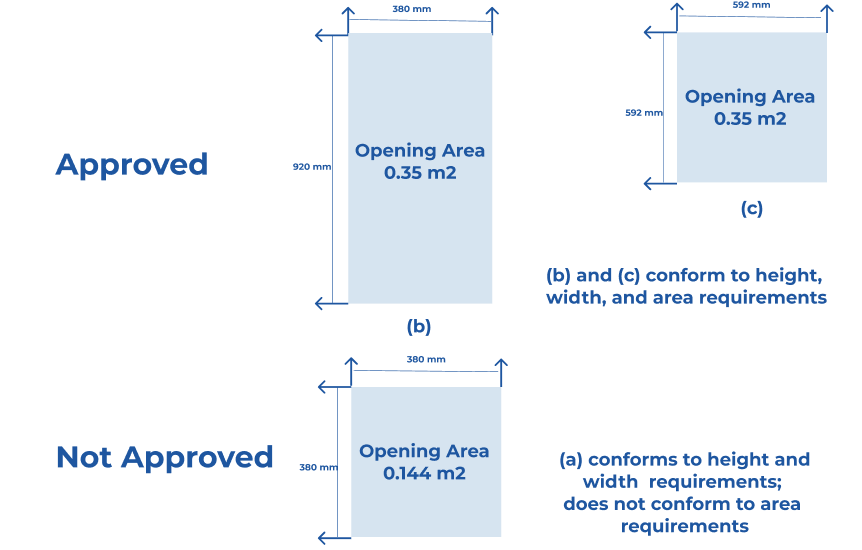 380 mm
592 mm
Approved
920 mm
Opening Area
0.35 m2
592 mm
Opening Area
0.35 m2
(c)
(b) and (c) conform to height,
width, and area requirements
(b)
380 mm
Not Approved
380 mm
Opening Area
0.144 m2
(a) conforms to height and
width requirements;
does not conform to area
requirements